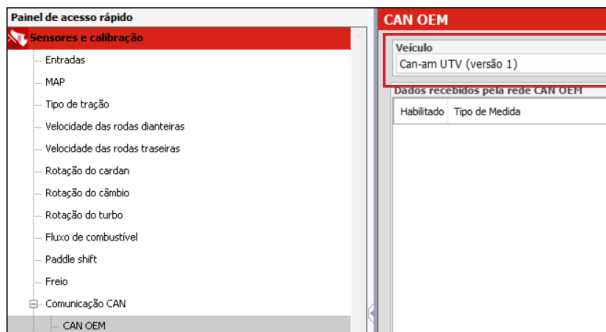 Painel de acesso rápido
Sensores e calibração
Entradas
MAP
Tipo de tração
Velocidade das rodas dianteiras
Velocidade das rodas traseiras
Rotação do cardan
Rotação do câmbio
Rotação do turbo
Fluxo de combustível
Paddle shift
Freio
Comunicação CAN
CAN OEM
CAN OEM
Veículo
Can-am UTV (versão 1)
Dados recebidos pela rede CAN OEM
Habilitado Tipo de Medida